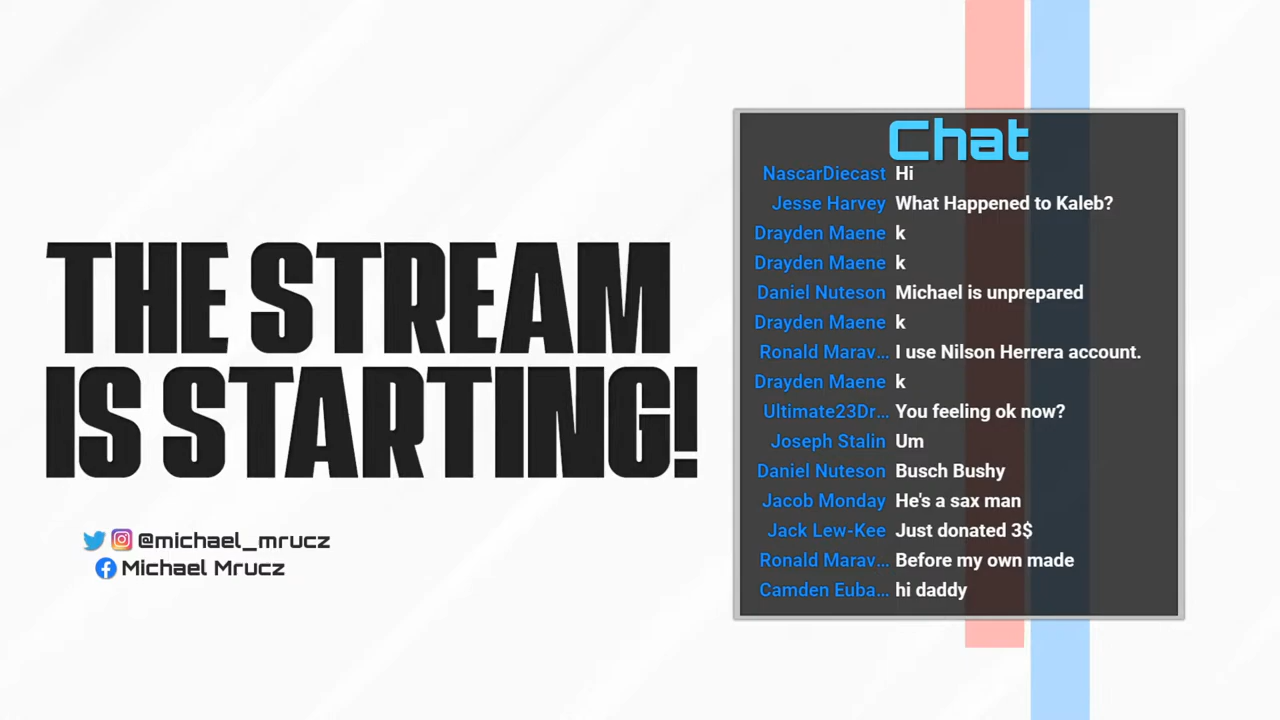 THE STREAM
IS STARTING!
@michael_mrucz
Michael Mrucz
Chat
NascarDiecast Hi
Jesse Harvey What Happened to Kaleb?
Drayden Maene k
Drayden Maene k
Daniel Nuteson Michael is unprepared
Drayden Maene k
Ronald Marav... I use Nilson Herrera account.
Drayden Maene k
Ultimate23Dr... You feeling ok now?
Joseph Stalin Um
Daniel Nuteson Busch Bushy
Jacob Monday He's a sax man
Jack Lew-Kee Just donated 3$
Ronald Marav... Before my own made
Camden Euba... hi daddy